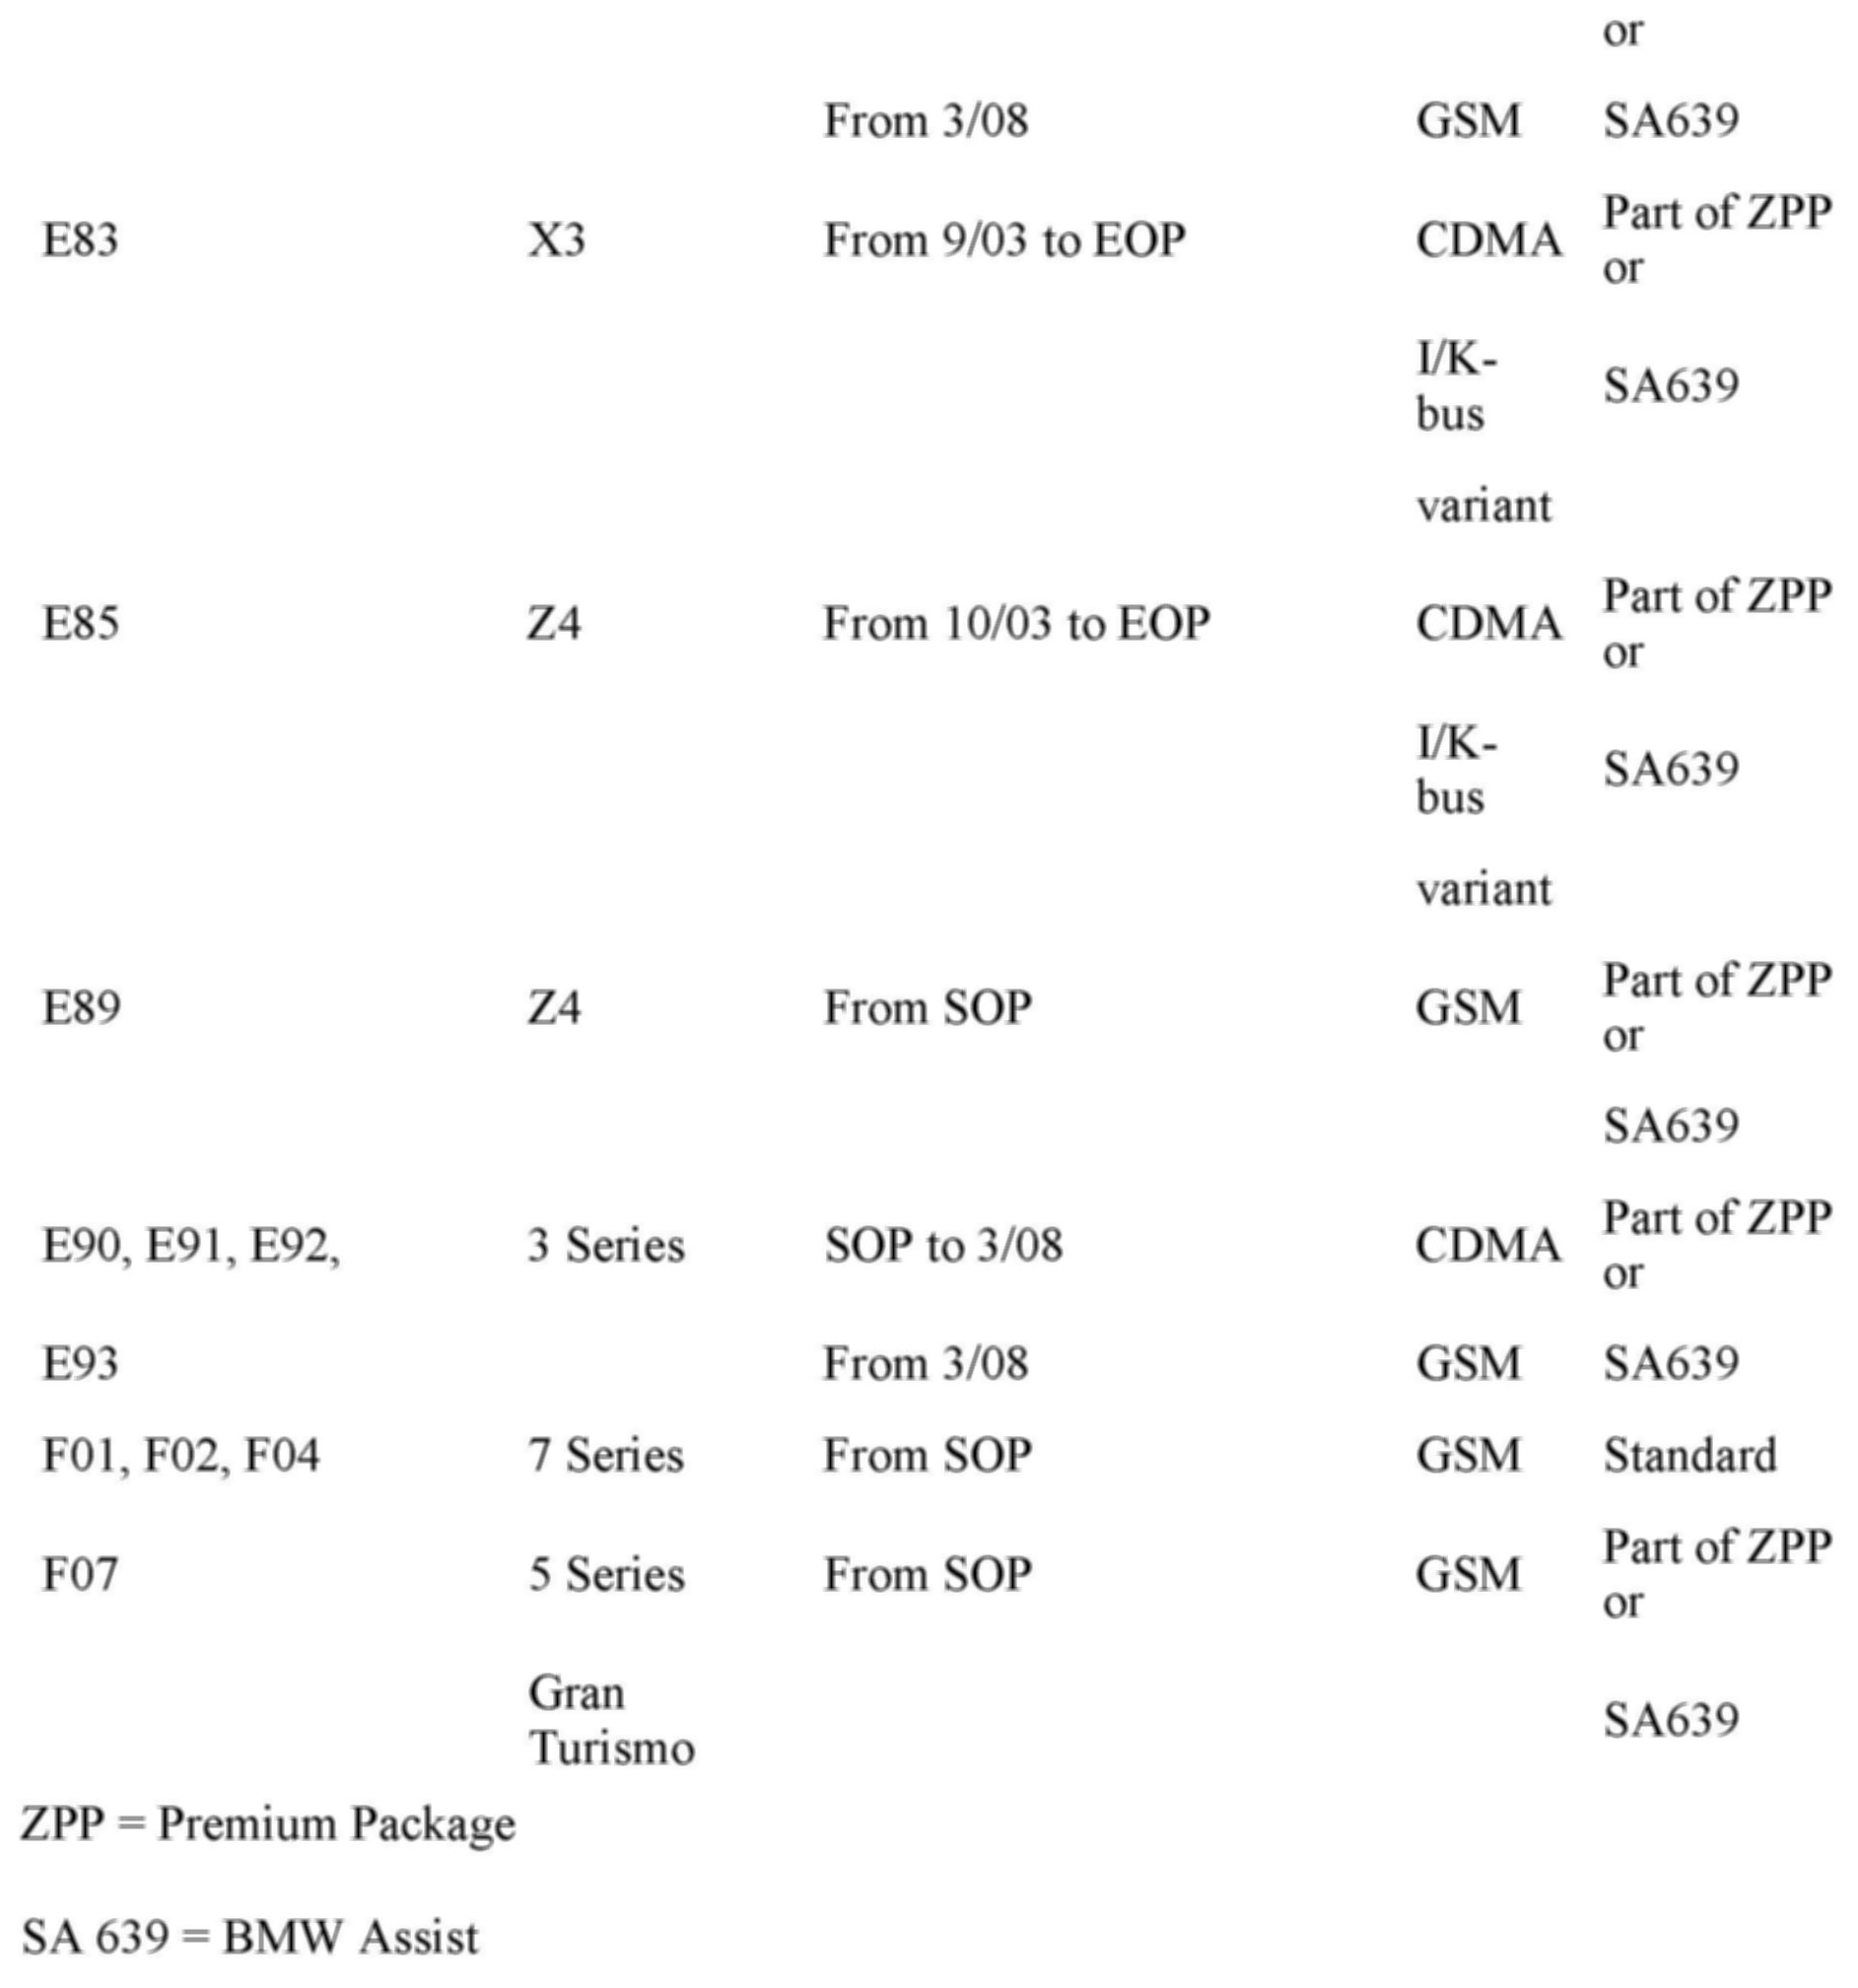 or
From 3/08 GSM SA639
E83 X3 From 9/03 to EOP CDMA Part of ZPP
or
I/K-
bus SA639
variant
E85 Z4 From 10/03 to EOP CDMA Part of ZPP
or
I/K-
bus SA639
variant
E89 Z4 From SOP GSM Part of ZPP
or
SA639
E90, E91, E92, 3 Series SOP to 3/08 CDMA Part of ZPP
or
E93 From 3/08 GSM SA639
F01, F02, F04 7 Series From SOP GSM Standard
F07 5 Series From SOP GSM Part of ZPP
or
Gran
Turismo SA639
ZPP = Premium Package
SA 639 = BMW Assist